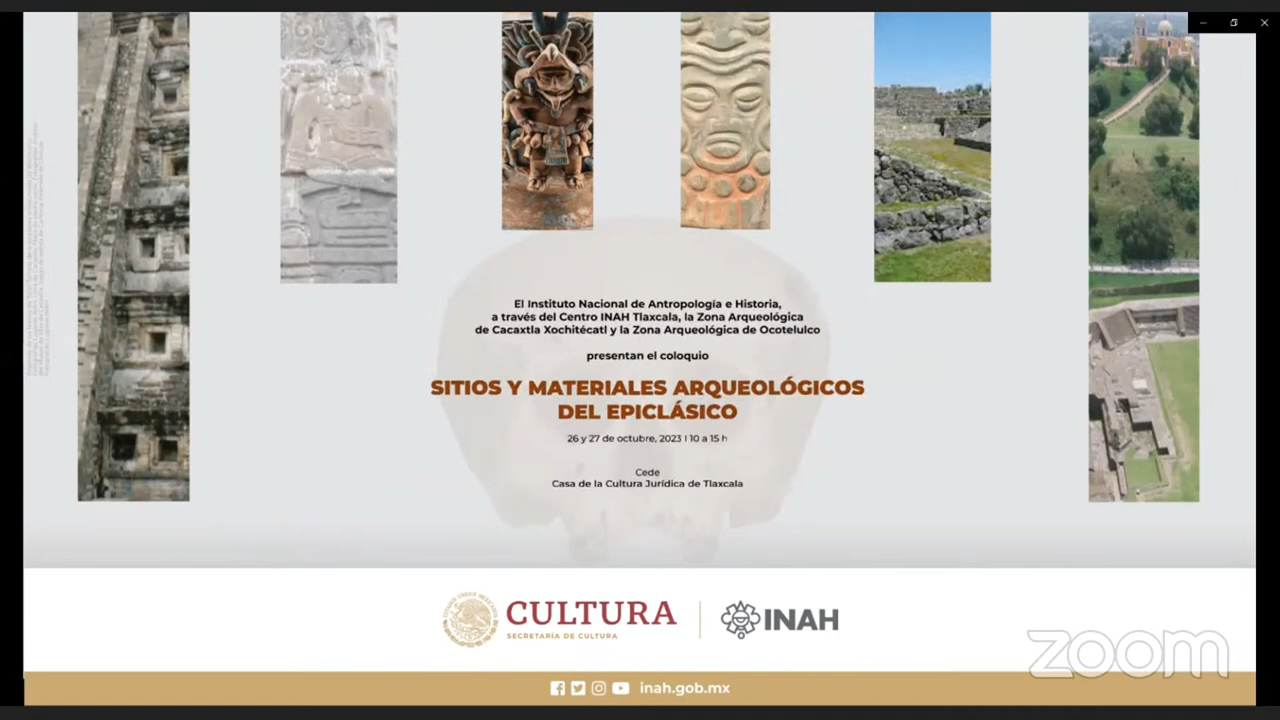 El Instituto Nacional de Antropología e Historia,
a través del Centro INAH Tlaxcala, la Zona Arqueológica
de Cacaxtla Xochitécatl y la Zona Arqueológica de Ocotelulco
presentan el coloquio
SITIOS Y MATERIALES ARQUEOLÓGICOS
DEL EPICLÁSICO
26 y 27 de octubre, 2023 I 10 a 15 h
Cede
Casa de la Cultura Jurídica de Tlaxcala
CULTURA
SECRETARÍA DE CULTURA
INAH
zoom
inah.gob.mx